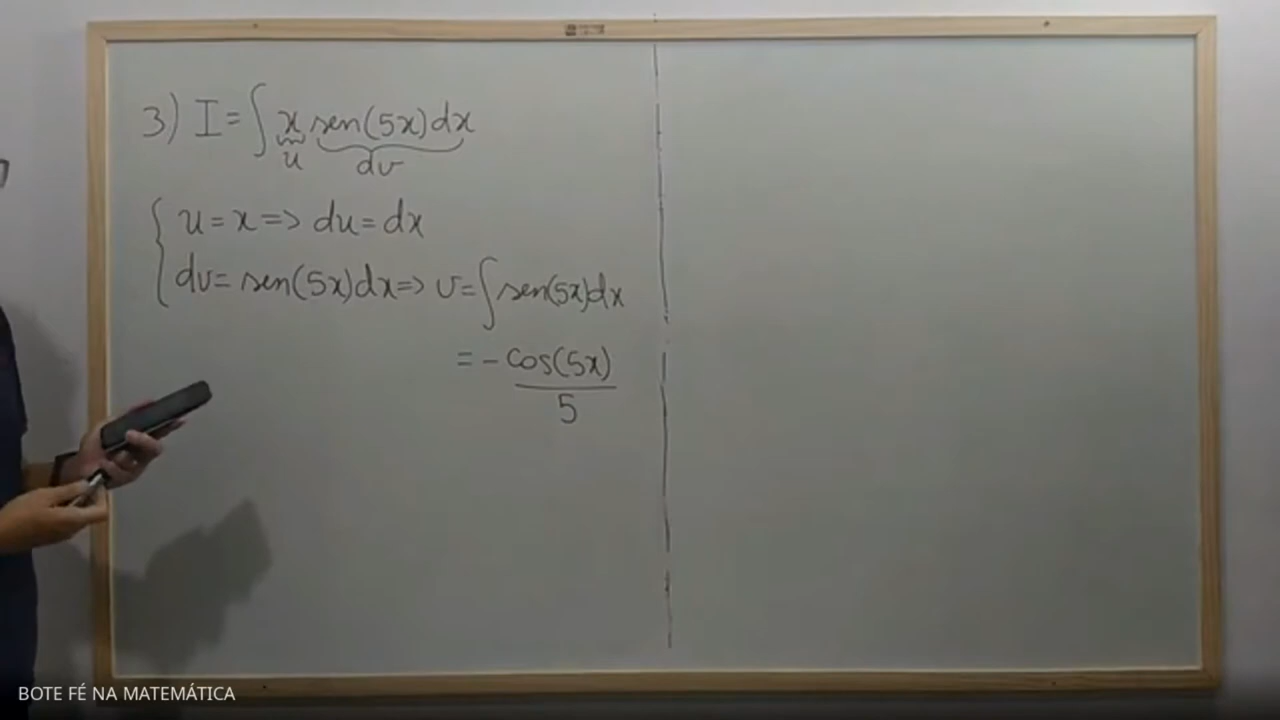 3) I = ∫ x sen(5x) dx
u dv
u = x => du = dx
dv = sen(5x) dx => v = ∫ sen(5x) dx
= - cos(5x)
5
BOTE FÉ NA MATEMÁTICA